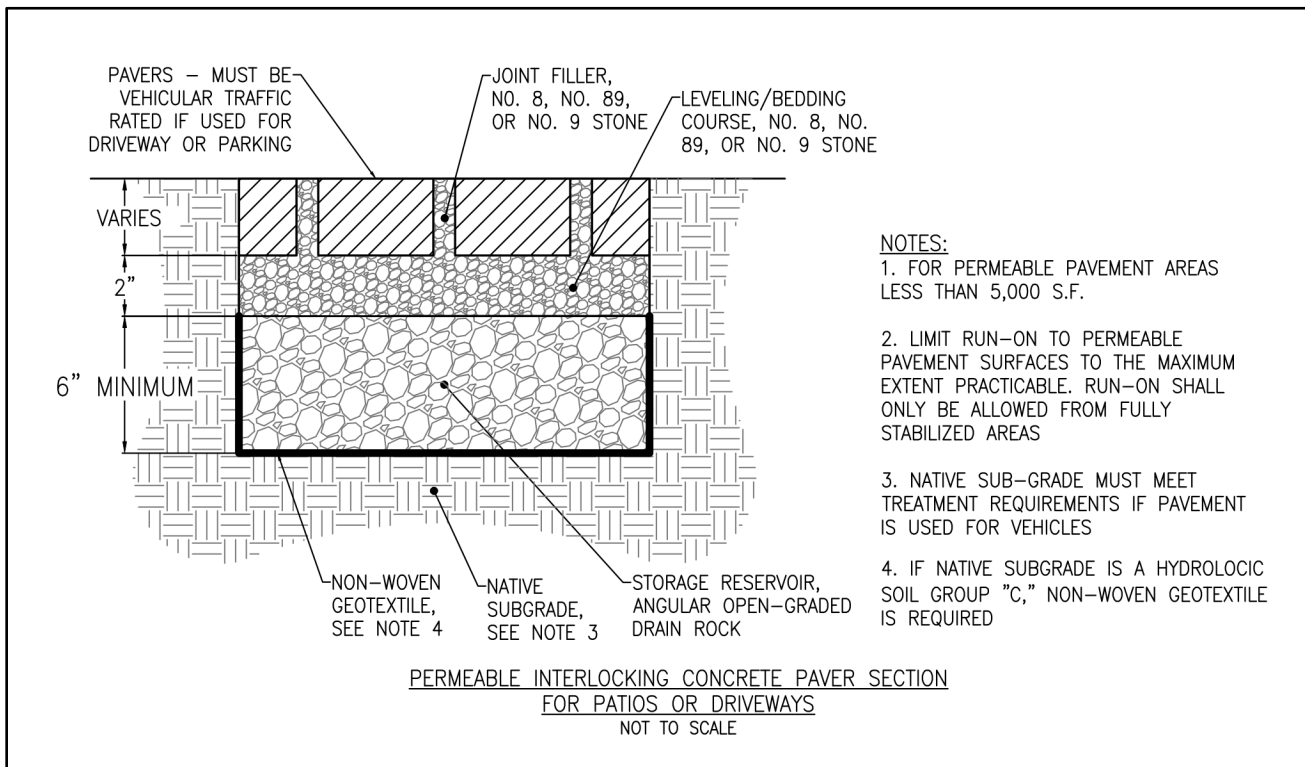 PAVERS – MUST BE
VEHICULAR TRAFFIC
RATED IF USED FOR
DRIVEWAY OR PARKING
JOINT FILLER,
NO. 8, NO. 89,
OR NO. 9 STONE
LEVELING/BEDDING
COURSE, NO. 8, NO.
89, OR NO. 9 STONE
VARIES
2"
6" MINIMUM
NON-WOVEN
GEOTEXTILE,
SEE NOTE 4
NATIVE
SUBGRADE,
SEE NOTE 3
STORAGE RESERVOIR,
ANGULAR OPEN-GRADED
DRAIN ROCK
NOTES:
1. FOR PERMEABLE PAVEMENT AREAS
LESS THAN 5,000 S.F.
2. LIMIT RUN-ON TO PERMEABLE
PAVEMENT SURFACES TO THE MAXIMUM
EXTENT PRACTICABLE. RUN-ON SHALL
ONLY BE ALLOWED FROM FULLY
STABILIZED AREAS
3. NATIVE SUB-GRADE MUST MEET
TREATMENT REQUIREMENTS IF PAVEMENT
IS USED FOR VEHICLES
4. IF NATIVE SUBGRADE IS A HYDROLOCIC
SOIL GROUP "C," NON-WOVEN GEOTEXTILE
IS REQUIRED
PERMEABLE INTERLOCKING CONCRETE PAVER SECTION
FOR PATIOS OR DRIVEWAYS
NOT TO SCALE